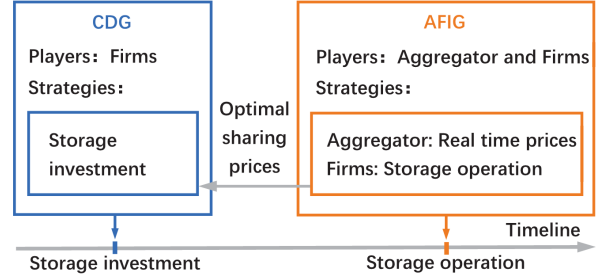 CDG
Players: Firms
Strategies:
Storage
investment
Optimal
sharing
prices
AFIG
Players: Aggregator and Firms
Strategies:
Aggregator: Real time prices
Firms: Storage operation
Timeline
Storage investment
Storage operation